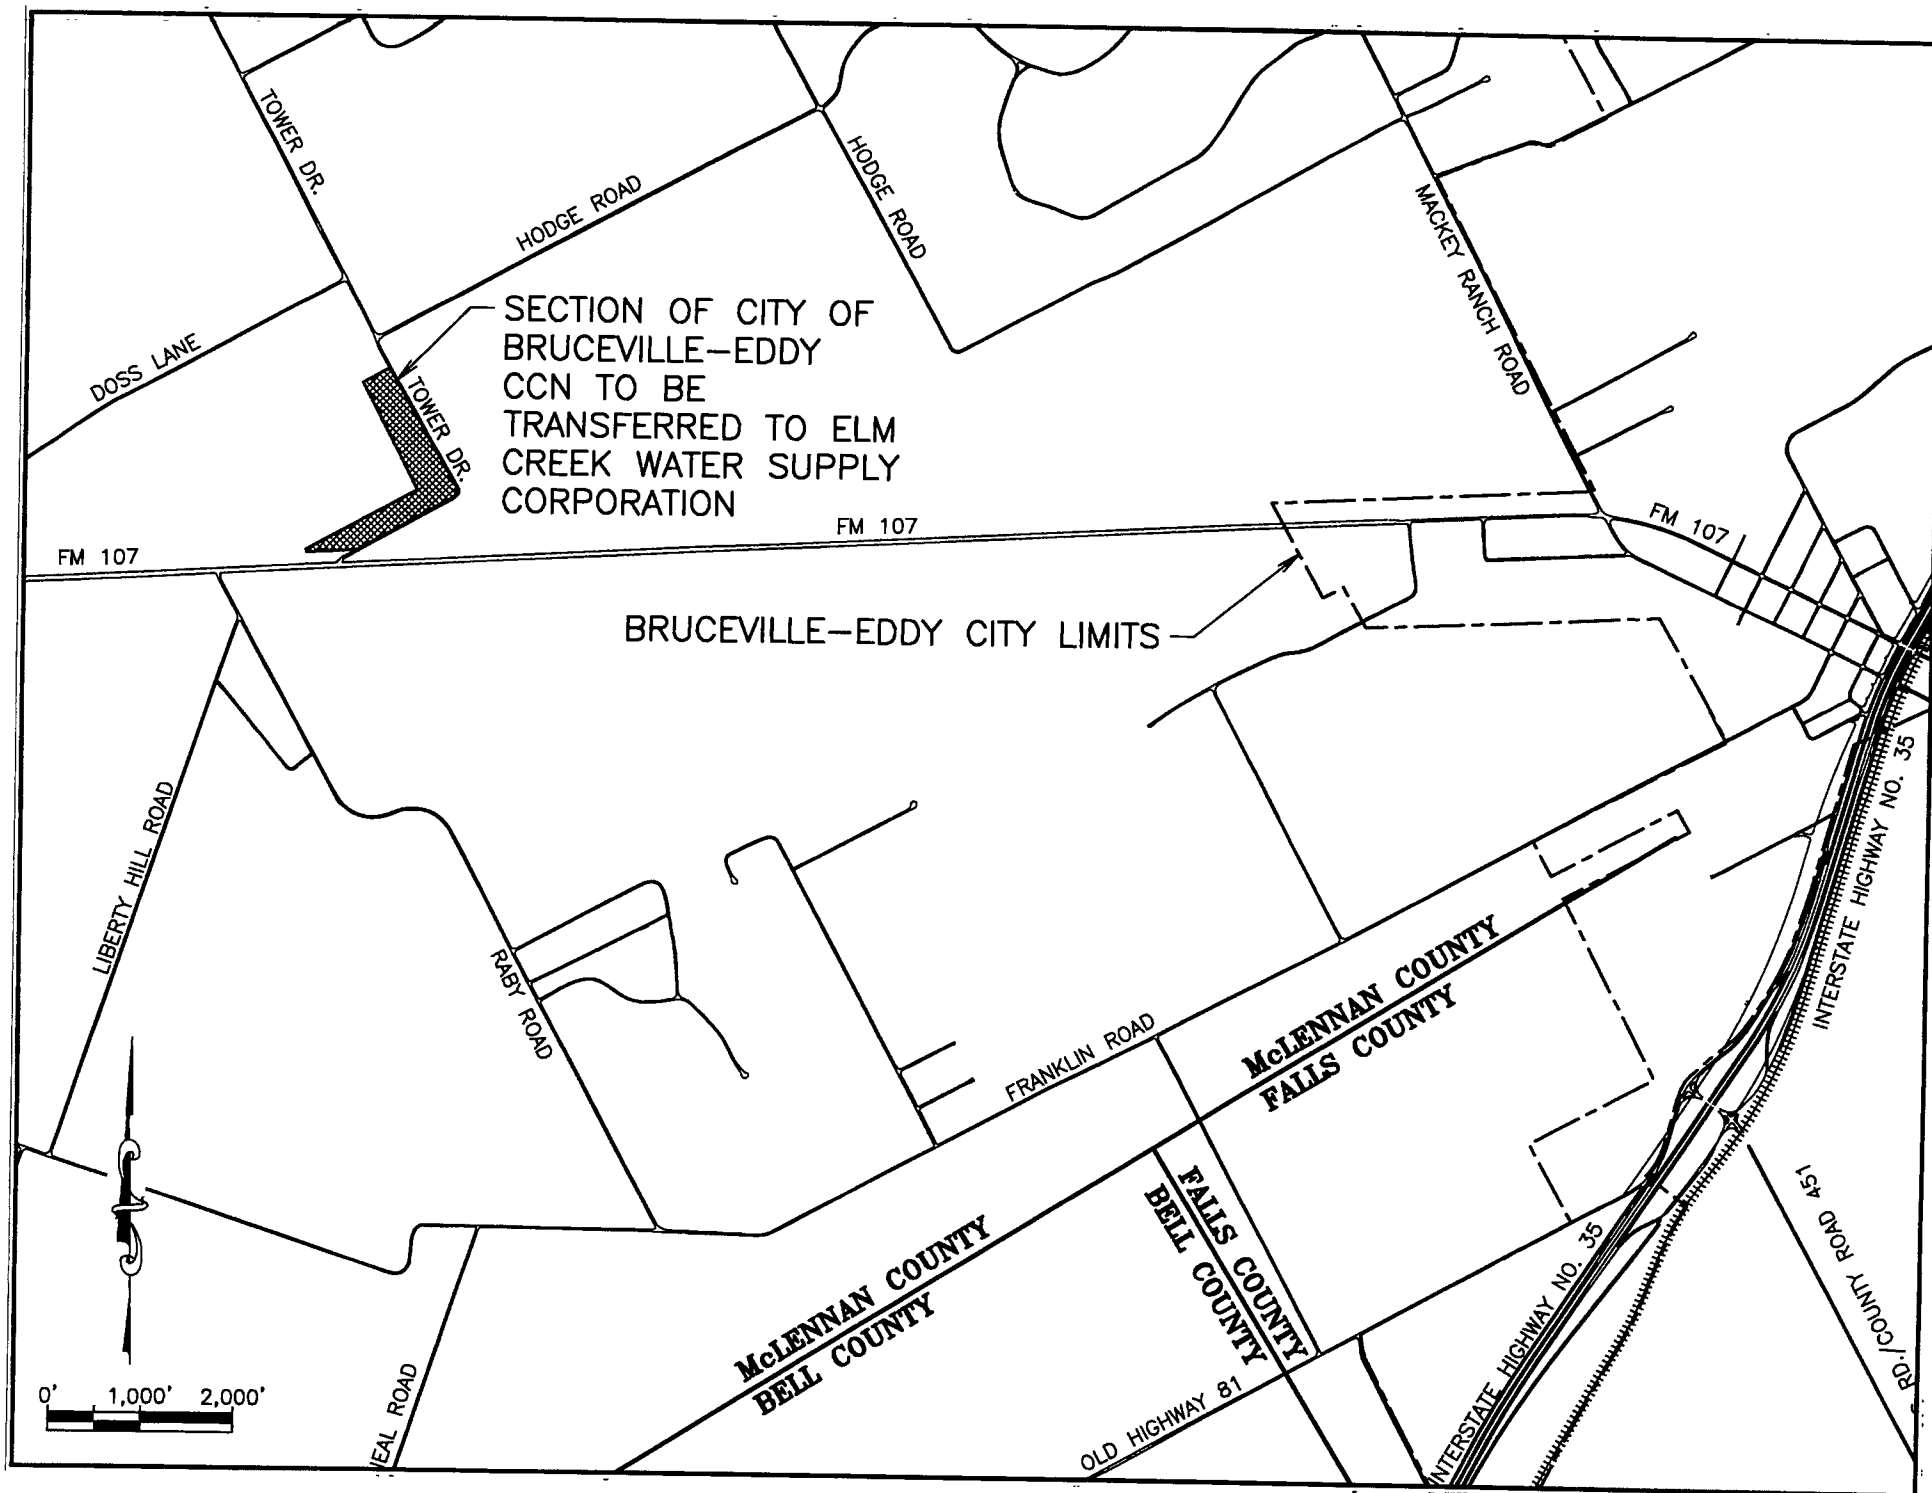 TOWER DR.
HODGE ROAD
HODGE ROAD
MACKEY RANCH ROAD
DOSS LANE
TOWER DR.
SECTION OF CITY OF
BRUCEVILLE-EDDY
CCN TO BE
TRANSFERRED TO ELM
CREEK WATER SUPPLY
CORPORATION
FM 107
FM 107
FM 107
BRUCEVILLE-EDDY CITY LIMITS
LIBERTY HILL ROAD
RABY ROAD
FRANKLIN ROAD
INTERSTATE HIGHWAY NO. 35
McLENNAN COUNTY
FALLS COUNTY
FALLS COUNTY
BELL COUNTY
McLENNAN COUNTY
BELL COUNTY
OLD HIGHWAY 81
INTERSTATE HIGHWAY NO. 35
RD./COUNTY ROAD 451
0' 1,000' 2,000'